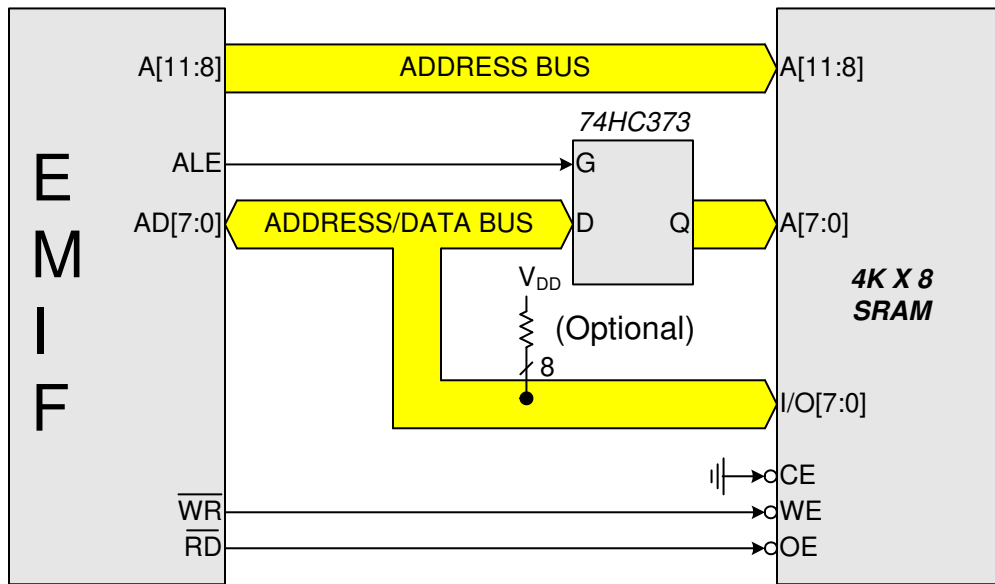 A[11:8]
ADDRESS BUS
A[11:8]
74HC373
ALE
G
E
M
I
F
AD[7:0]
ADDRESS/DATA BUS
D
Q
A[7:0]
VDD
(Optional)
8
4K X 8
SRAM
I/O[7:0]
CE
WR
WE
RD
OE